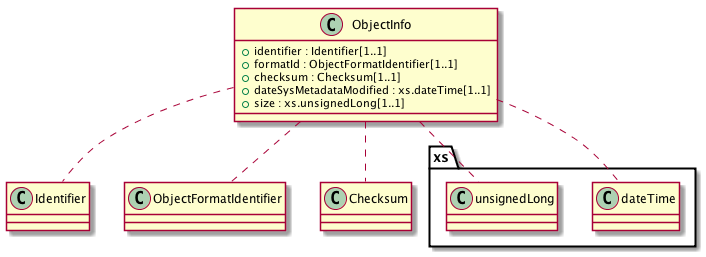 C ObjectInfo
identifier : Identifier[1..1]
formatId : ObjectFormatIdentifier[1..1]
checksum : Checksum[1..1]
dateSysMetadataModified : xs.dateTime[1..1]
size : xs.unsignedLong[1..1]
xs
C Identifier
C ObjectFormatIdentifier
C Checksum
C unsignedLong
C dateTime